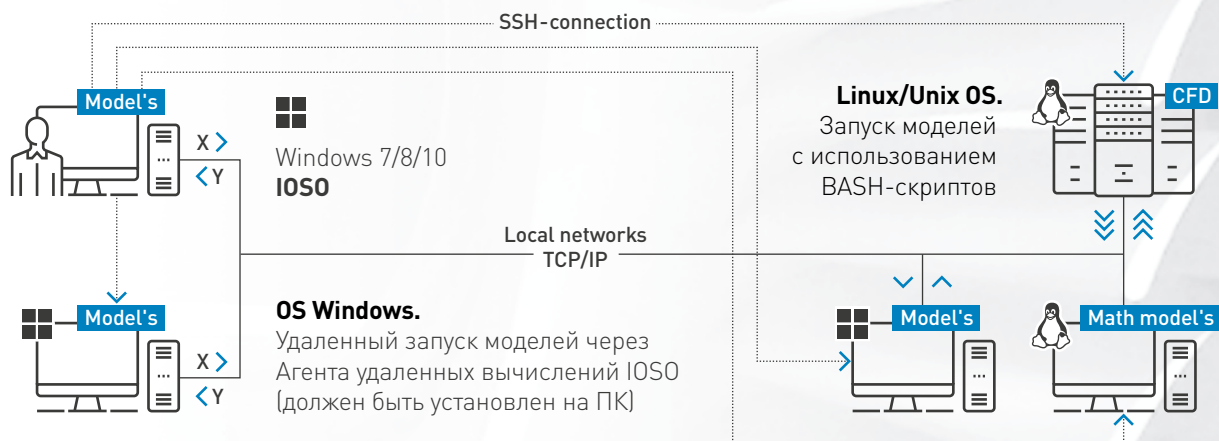 SSH-connection
Model's
X
Y
Windows 7/8/10
IOSO
Linux/Unix OS.
Запуск моделей
с использованием
BASH-скриптов
CFD
Local networks
TCP/IP
Model's
X
Y
OS Windows.
Удаленный запуск моделей через
Агента удаленных вычислений IOSO
(должен быть установлен на ПК)
Model's
Math model's